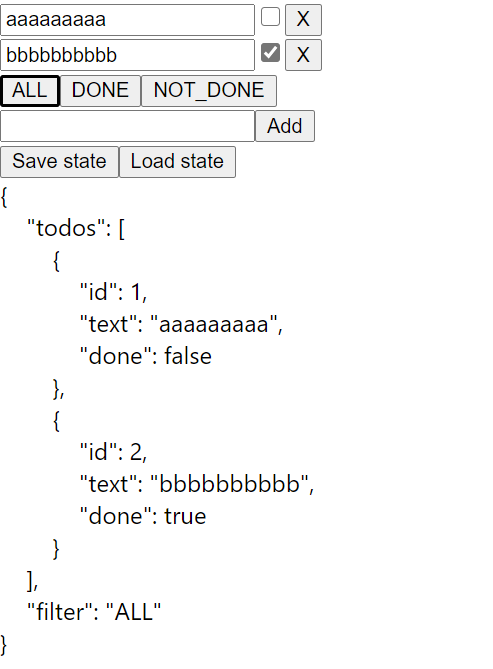 aaaaaaaaa X
bbbbbbbbbb X
ALL DONE NOT_DONE
Add
Save state Load state
{
"todos": [
{
"id": 1,
"text": "aaaaaaaaa",
"done": false
},
{
"id": 2,
"text": "bbbbbbbbbb",
"done": true
}
],
"filter": "ALL"
}